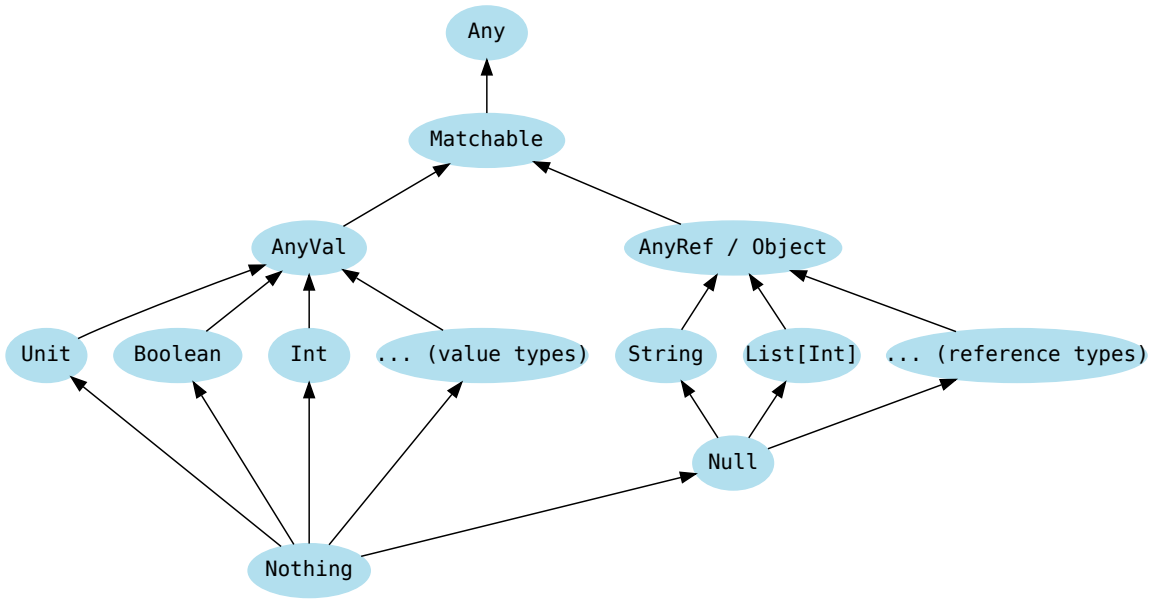 Any
Matchable
AnyVal
AnyRef / Object
Unit
Boolean
Int
... (value types)
String
List[Int]
... (reference types)
Null
Nothing